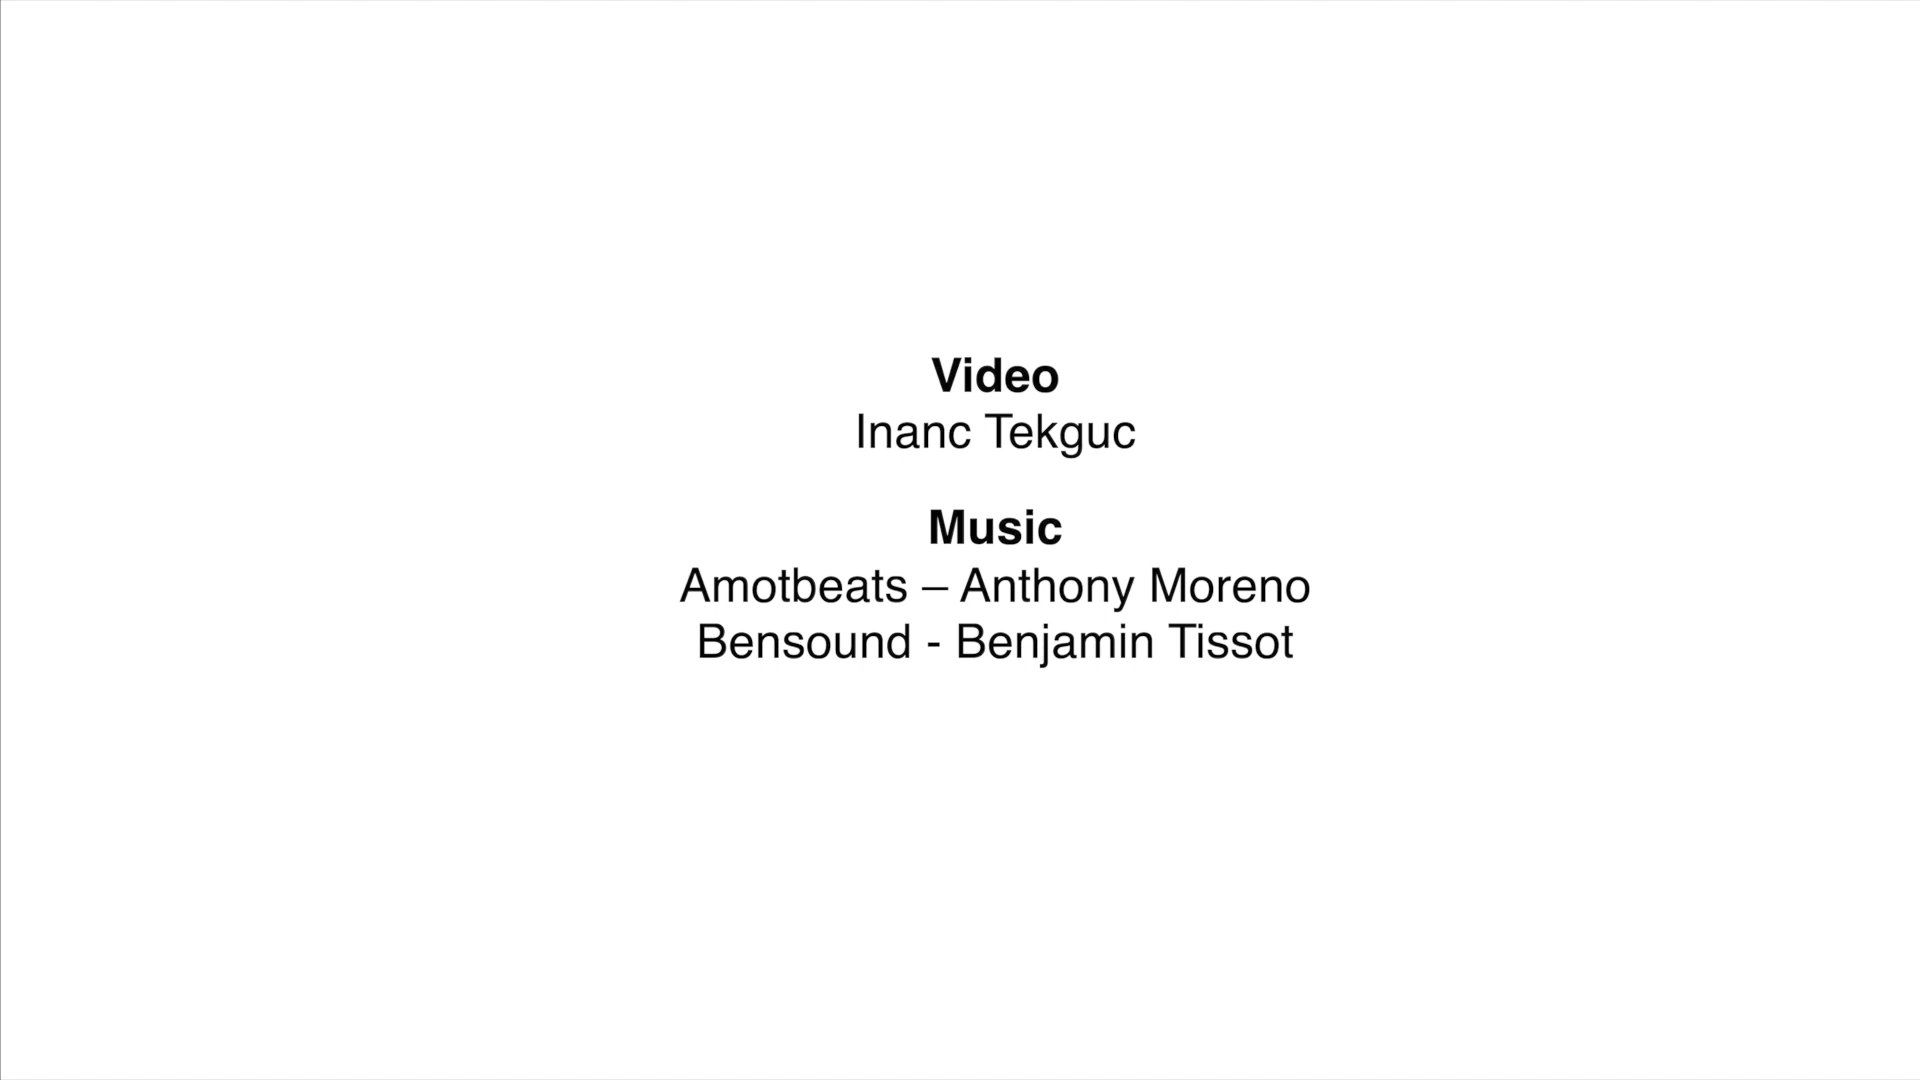 Video
Inanc Tekguc
Music
Amotbeats – Anthony Moreno
Bensound - Benjamin Tissot